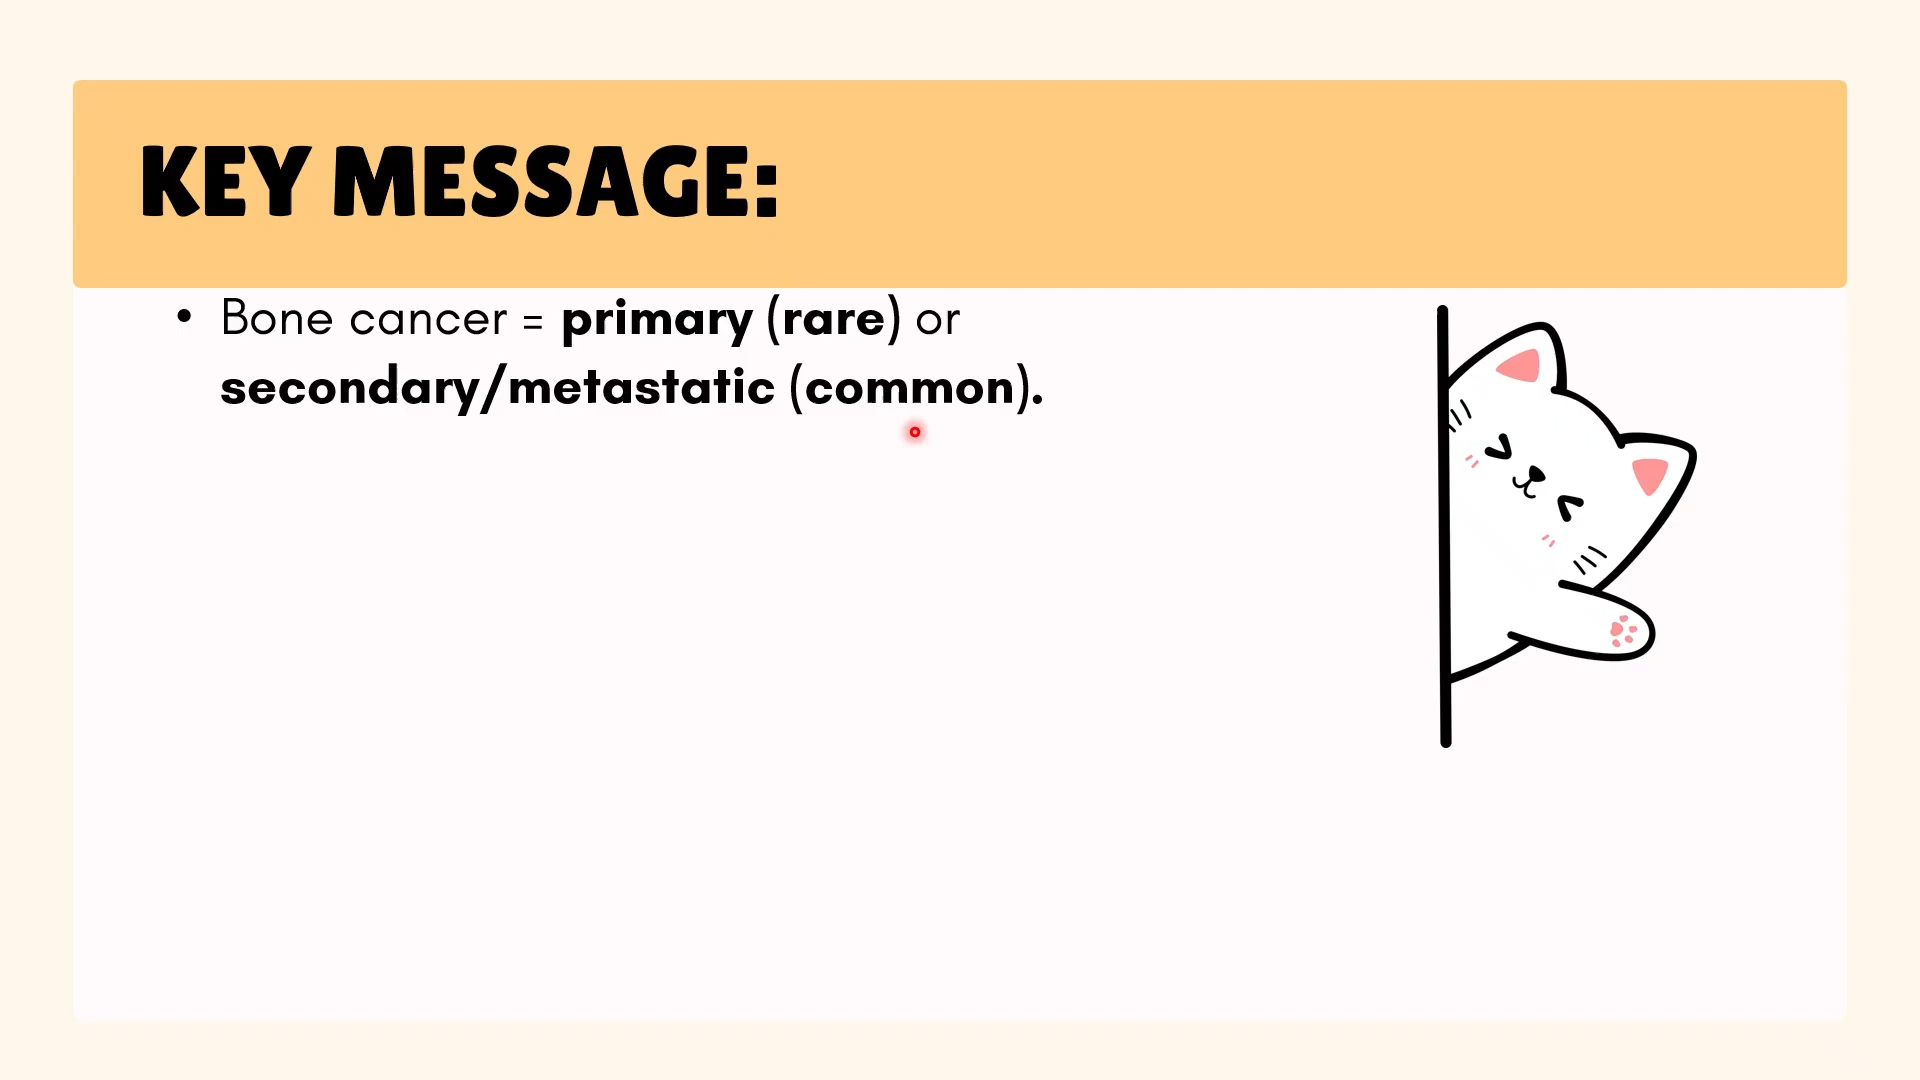 KEY MESSAGE:
• Bone cancer = primary (rare) or
secondary/metastatic (common).